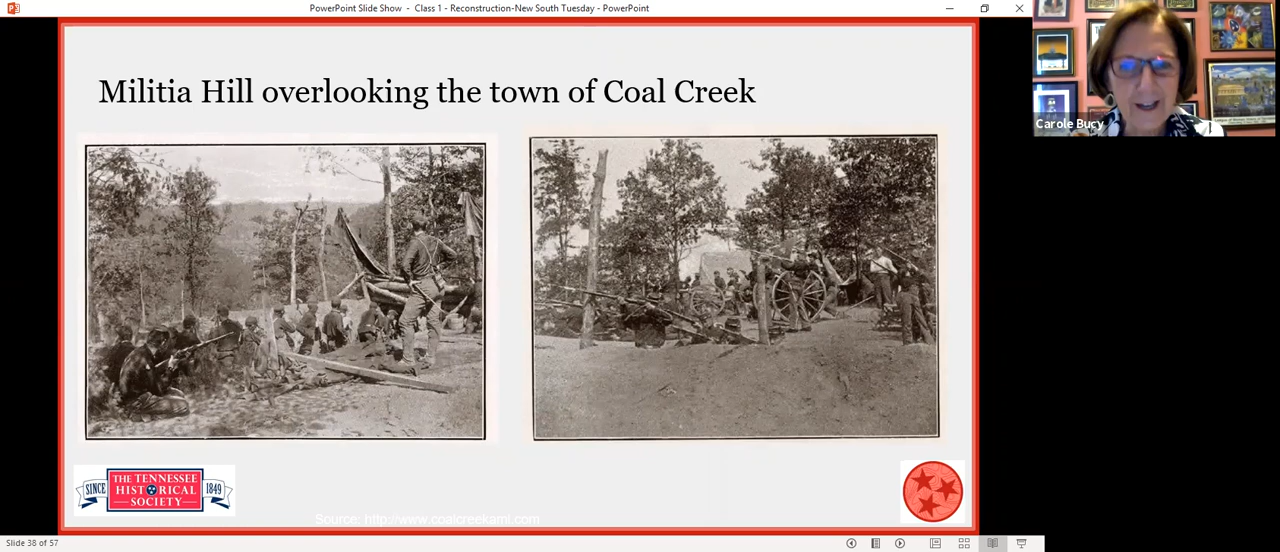 PowerPoint Slide Show - Class 1 - Reconstruction-New South Tuesday - PowerPoint
Militia Hill overlooking the town of Coal Creek
Carole Bucy
SINCE
THE TENNESSEE
HISTORICAL
SOCIETY
1849
Source: http://www.coalcreekaml.com
Slide 38 of 57